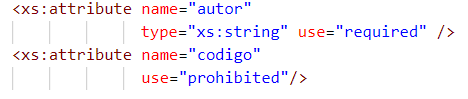 <xs:attribute name="autor"
type="xs:string" use="required" />
<xs:attribute name="codigo"
use="prohibited"/>